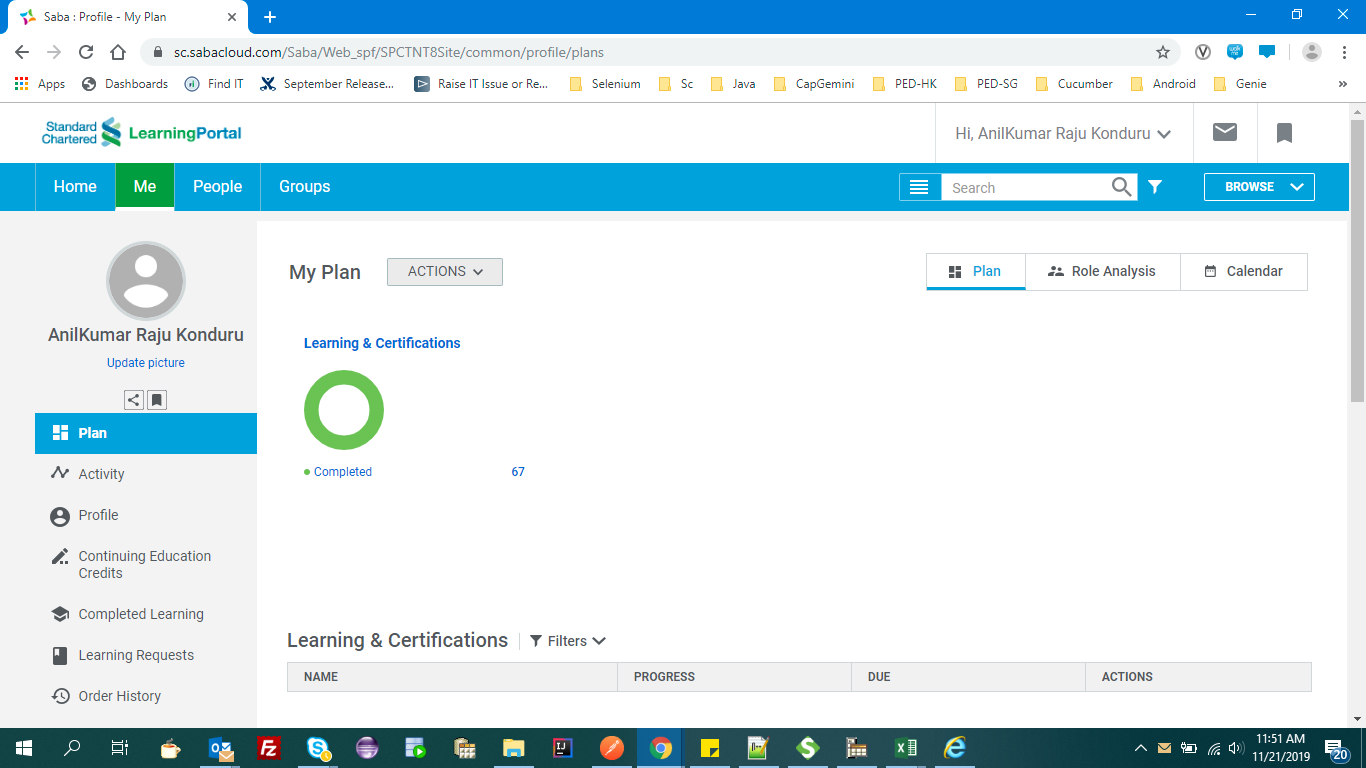 Saba : Profile - My Plan
sc.sabacloud.com/Saba/Web_spf/SPCTNT8Site/common/profile/plans
Apps Dashboards Find IT September Release... Raise IT Issue or Re... Selenium Sc Java CapGemini PED-HK PED-SG Cucumber Android Genie »
Standard Chartered LearningPortal
Hi, AnilKumar Raju Konduru
Home Me People Groups
Search
BROWSE
AnilKumar Raju Konduru
Update picture
Plan
Activity
Profile
Continuing Education
Credits
Completed Learning
Learning Requests
Order History
My Plan ACTIONS
Plan Role Analysis Calendar
Learning & Certifications
Completed 67
Learning & Certifications Filters
NAME PROGRESS DUE ACTIONS
11:51 AM
11/21/2019
20